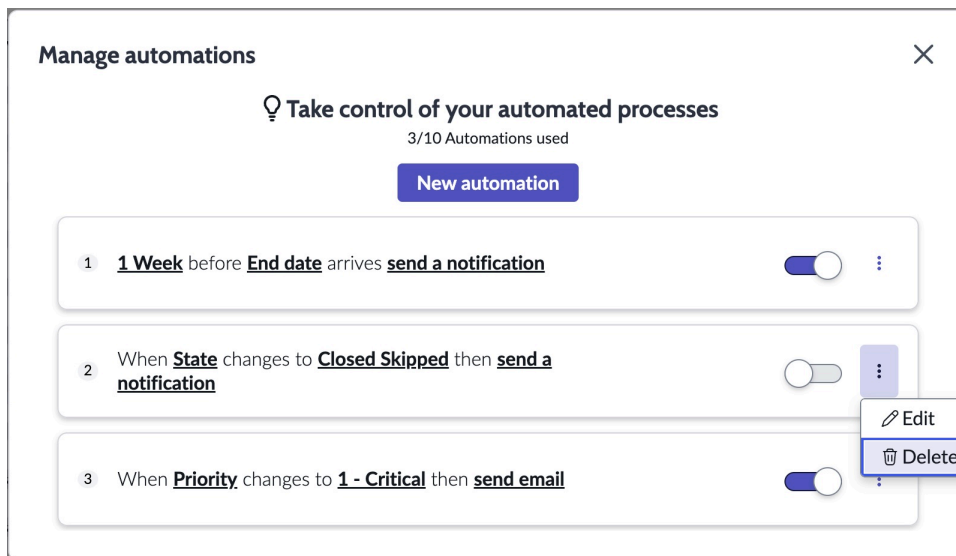 Manage automations
Take control of your automated processes
3/10 Automations used
New automation
1 1 Week before End date arrives send a notification
2 When State changes to Closed Skipped then send a
notification
Edit
Delete
3 When Priority changes to 1 - Critical then send email